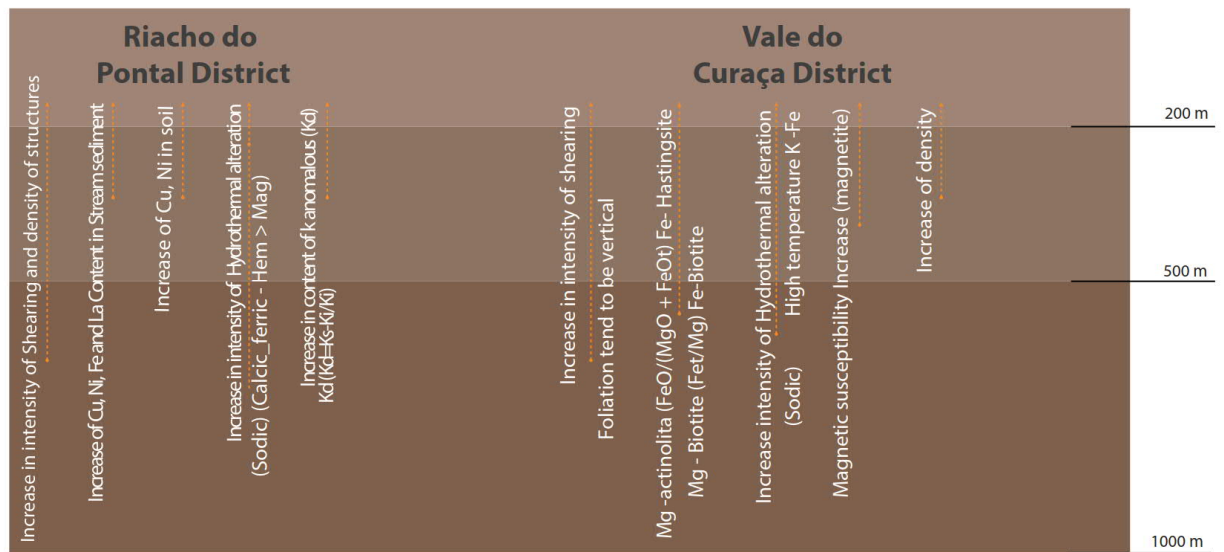 Riacho do
Pontal District
Vale do
Curaça District
Increase in intensity of Shearing and density of structures
Increase of Cu, Ni, Fe and La Content in Stream sediment
Increase of Cu, Ni in soil
Increase in intensity of Hydrothermal alteration
(Sodic) (Calcic_ferric - Hem > Mag)
Increase in content of k anomalous (Kd)
Kd (Kd=Ks-Ki/Ki)
Increase in intensity of shearing
Foliation tend to be vertical
Mg -actinolita (FeO/(MgO + FeOt) Fe- Hastingsite
Mg - Biotite (Fet/Mg) Fe-Biotite
Increase intensity of Hydrothermal alteration
(Sodic) High temperature K -Fe
Magnetic susceptibility Increase (magnetite)
Increase of density
200 m
500 m
1000 m